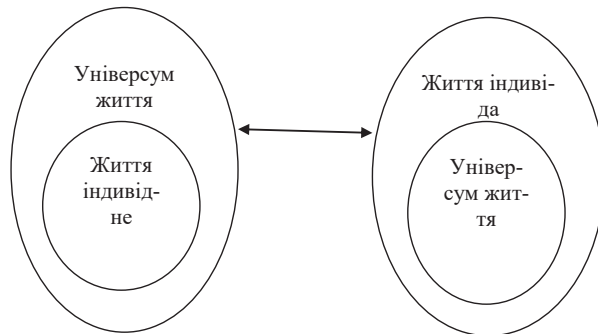 Універсум
життя
Життя
індивід-
не
Життя індиві-
да
Універ-
сум жит-
тя